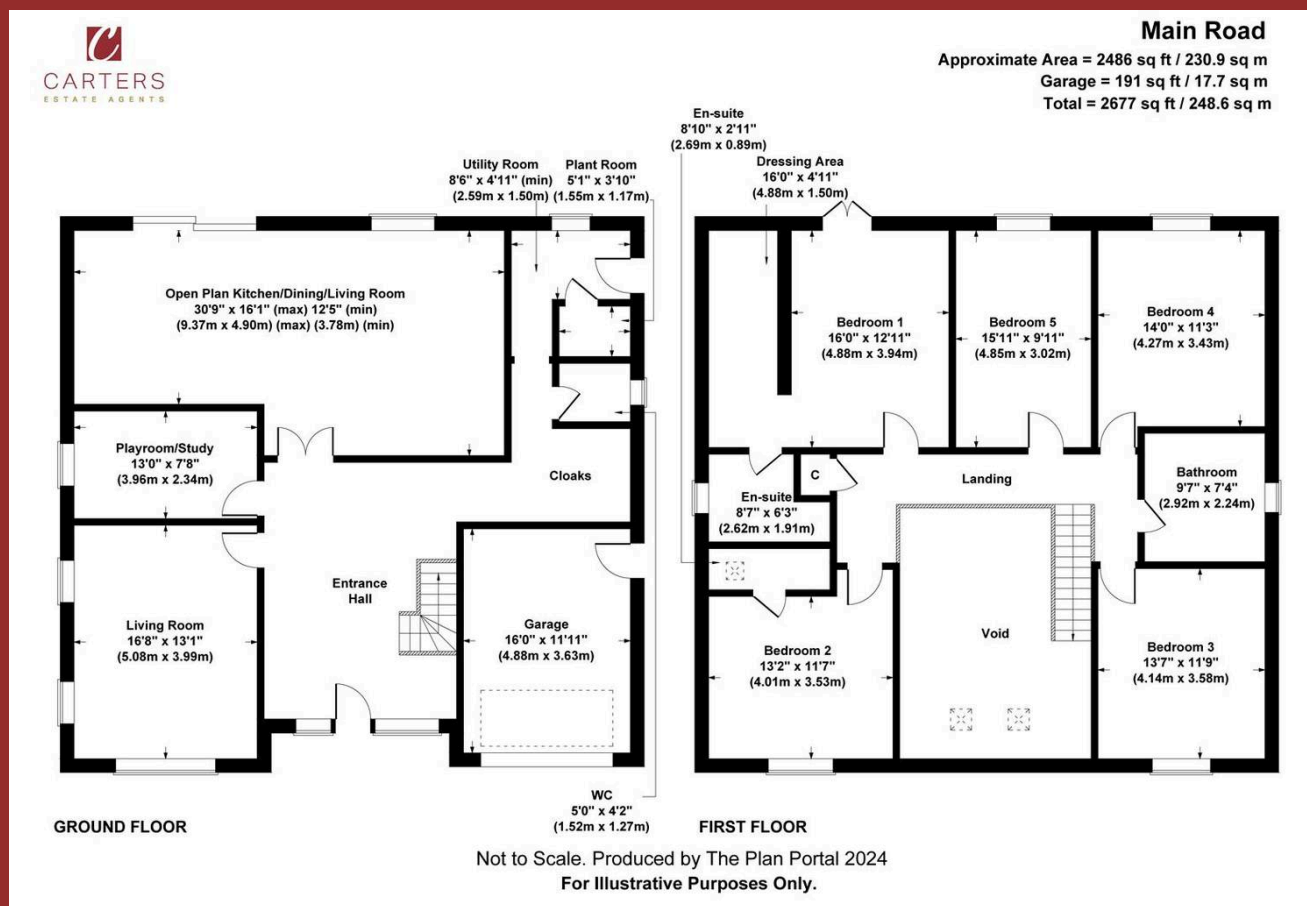 C
CARTERS
ESTATE AGENTS
Main Road
Approximate Area = 2486 sq ft / 230.9 sq m
Garage = 191 sq ft / 17.7 sq m
Total = 2677 sq ft / 248.6 sq m
Utility Room
8'6" x 4'11" (min)
(2.59m x 1.50m)
Plant Room
5'1" x 3'10"
(1.55m x 1.17m)
Open Plan Kitchen/Dining/Living Room
30'9" x 16'1" (max) 12'5" (min)
(9.37m x 4.90m) (max) (3.78m) (min)
Playroom/Study
13'0" x 7'8"
(3.96m x 2.34m)
Cloaks
Living Room
16'8" x 13'1"
(5.08m x 3.99m)
Entrance
Hall
Garage
16'0" x 11'11"
(4.88m x 3.63m)
WC
5'0" x 4'2"
(1.52m x 1.27m)
GROUND FLOOR
En-suite
8'10" x 2'11"
(2.69m x 0.89m)
Dressing Area
16'0" x 4'11"
(4.88m x 1.50m)
Bedroom 1
16'0" x 12'11"
(4.88m x 3.94m)
Bedroom 5
15'11" x 9'11"
(4.85m x 3.02m)
Bedroom 4
14'0" x 11'3"
(4.27m x 3.43m)
En-suite
8'7" x 6'3"
(2.62m x 1.91m)
C
Landing
Bathroom
9'7" x 7'4"
(2.92m x 2.24m)
Bedroom 2
13'2" x 11'7"
(4.01m x 3.53m)
Void
Bedroom 3
13'7" x 11'9"
(4.14m x 3.58m)
FIRST FLOOR
Not to Scale. Produced by The Plan Portal 2024
For Illustrative Purposes Only.